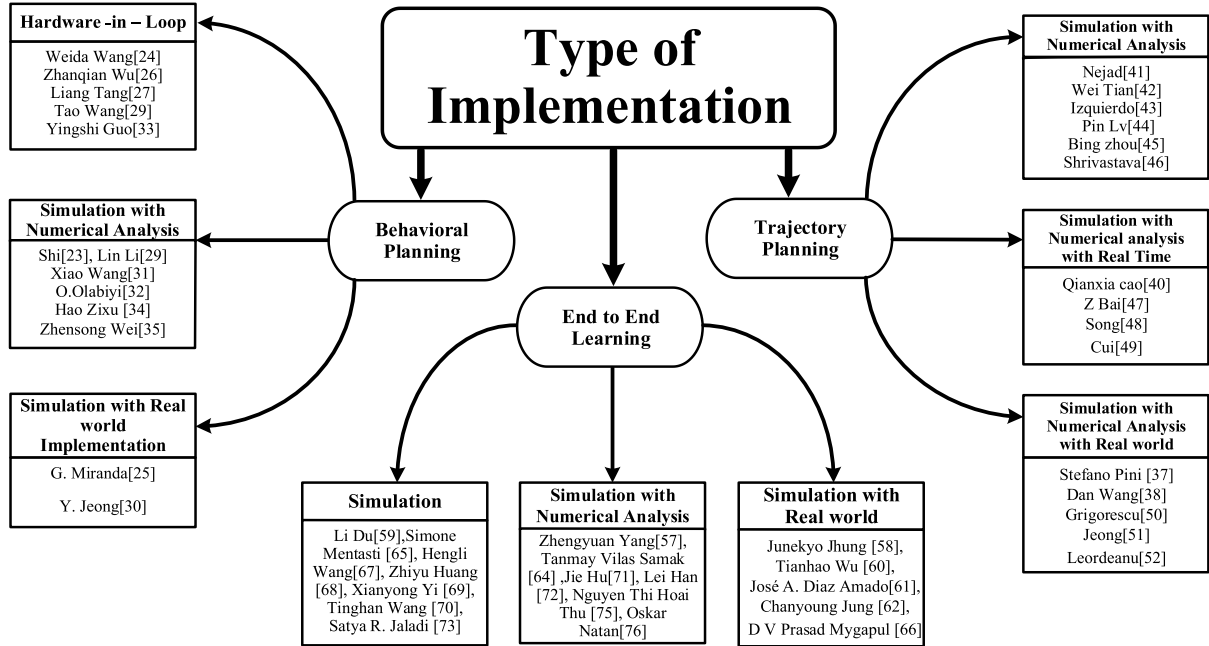 Type of
Implementation
Hardware -in – Loop
Weida Wang[24]
Zhanqian Wu[26]
Liang Tang[27]
Tao Wang[29]
Yingshi Guo[33]
Simulation with
Numerical Analysis
Shi[23], Lin Li[29]
Xiao Wang[31]
O.Olabiyi[32]
Hao Zixu [34]
Zhensong Wei[35]
Simulation with Real
world
Implementation
G. Miranda[25]
Y. Jeong[30]
Behavioral
Planning
End to End
Learning
Trajectory
Planning
Simulation
Li Du[59],Simone
Mentasti [65], Hengli
Wang[67], Zhiyu Huang
[68], Xianyong Yi [69],
Tinghan Wang [70],
Satya R. Jaladi [73]
Simulation with
Numerical Analysis
Zhengyuan Yang[57],
Tanmay Vilas Samak
[64] ,Jie Hu[71], Lei Han
[72], Nguyen Thi Hoai
Thu [75], Oskar
Natan[76]
Simulation with
Real world
Junekyo Jhung [58],
Tianhao Wu [60],
José A. Diaz Amado[61],
Chanyoung Jung [62],
D V Prasad Mygapul [66]
Simulation with
Numerical Analysis
Nejad[41]
Wei Tian[42]
Izquierdo[43]
Pin Lv[44]
Bing zhou[45]
Shrivastava[46]
Simulation with
Numerical analysis
with Real Time
Qianxia cao[40]
Z Bai[47]
Song[48]
Cui[49]
Simulation with
Numerical Analysis
with Real world
Stefano Pini [37]
Dan Wang[38]
Grigorescu[50]
Jeong[51]
Leordeanu[52]